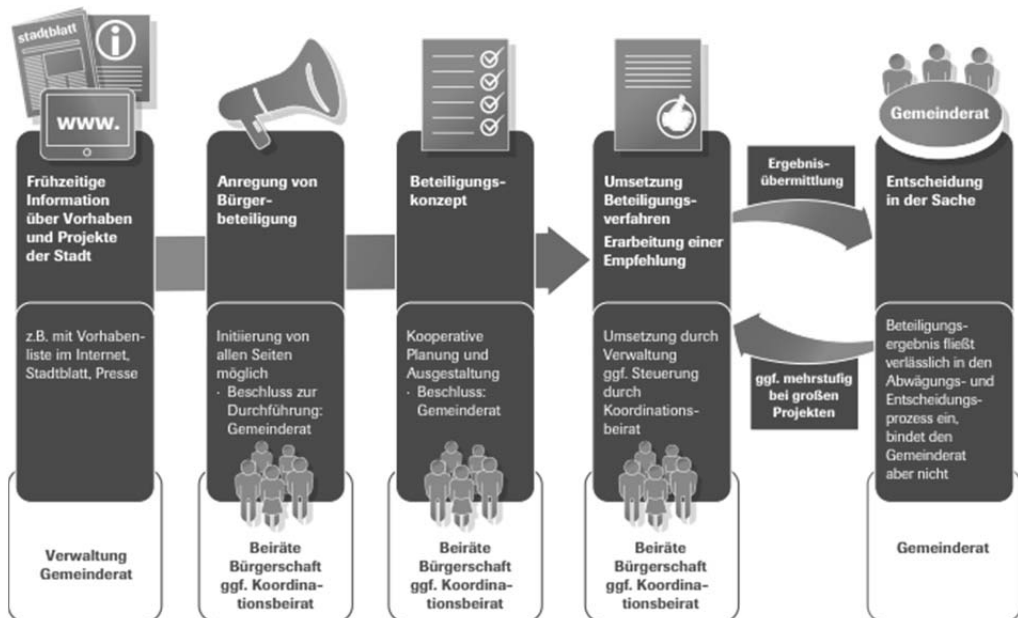 stadtblatt
www.
Frühzeitige
Information
über Vorhaben
und Projekte
der Stadt
z.B. mit Vorhaben-
liste im Internet,
Stadtblatt, Presse
Verwaltung
Gemeinderat
Anregung von
Bürger-
beteiligung
Initiierung von
allen Seiten
möglich
· Beschluss zur
Durchführung:
Gemeinderat
Beiräte
Bürgerschaft
ggf. Koordina-
tionsbeirat
Beteiligungs-
konzept
Kooperative
Planung und
Ausgestaltung
· Beschluss:
Gemeinderat
Beiräte
Bürgerschaft
ggf. Koordina-
tionsbeirat
Umsetzung
Beteiligungs-
verfahren
Erarbeitung einer
Empfehlung
Umsetzung durch
Verwaltung
ggf. Steuerung
durch
Koordinations-
beirat
Beiräte
Bürgerschaft
ggf. Koordina-
tionsbeirat
Ergebnis-
übermittlung
ggf. mehrstufig
bei großen
Projekten
Gemeinderat
Entscheidung
in der Sache
Beteiligungs-
ergebnis fließt
verlässlich in den
Abwägungs- und
Entscheidungs-
prozess ein,
bindet den
Gemeinderat
aber nicht
Gemeinderat